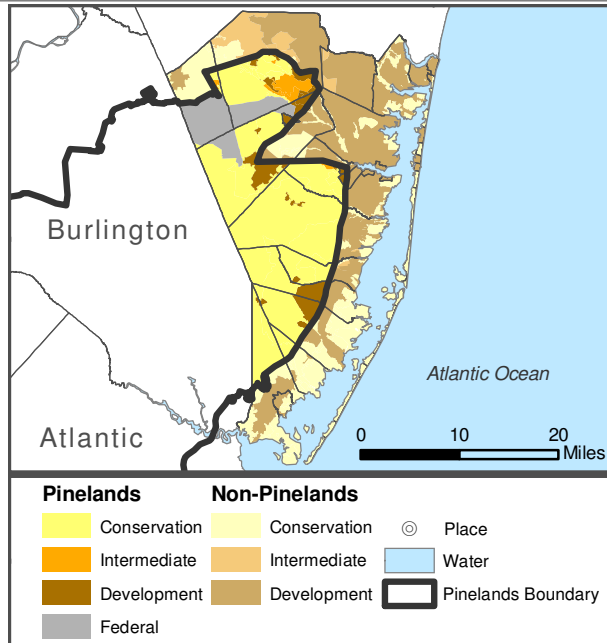 Burlington
Atlantic Ocean
Atlantic
0 10 20
Miles
Pinelands Non-Pinelands
Conservation Conservation Place
Intermediate Intermediate Water
Development Development Pinelands Boundary
Federal